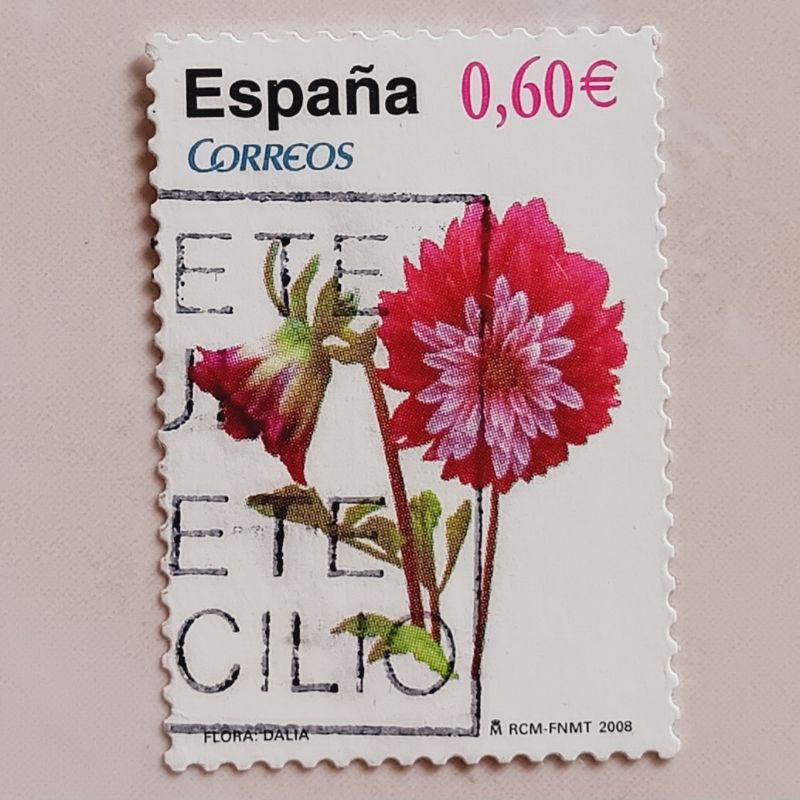 España 0,60€
CORREOS
ETE
ETE
CILIO
FLORA: DALIA
RCM-FNMT 2008